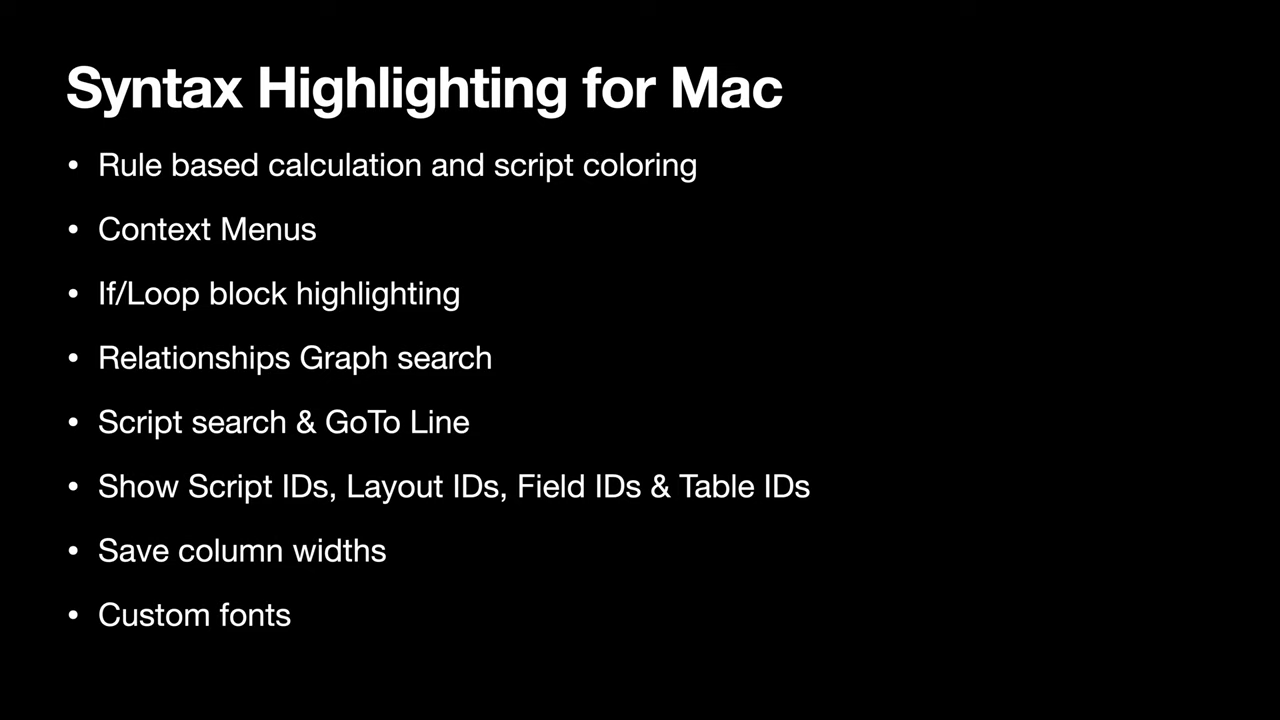 Syntax Highlighting for Mac
• Rule based calculation and script coloring
• Context Menus
• If/Loop block highlighting
• Relationships Graph search
• Script search & GoTo Line
• Show Script IDs, Layout IDs, Field IDs & Table IDs
• Save column widths
• Custom fonts